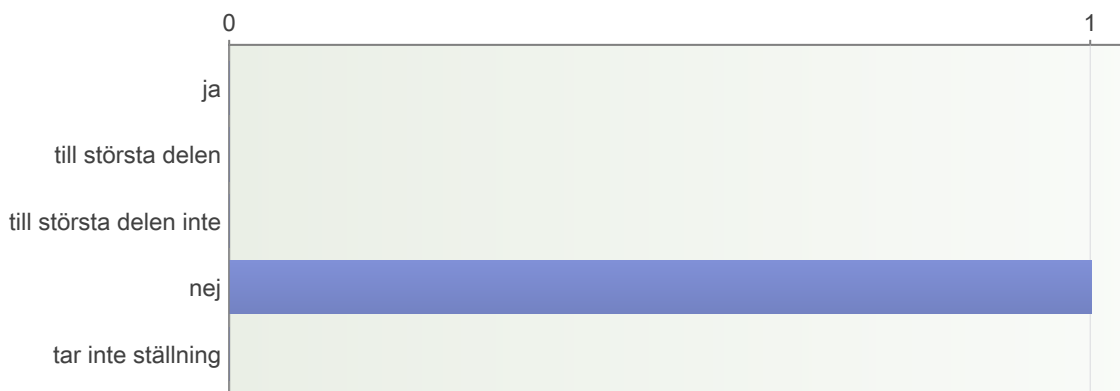 0 1
ja
till största delen
till största delen inte
nej
tar inte ställning